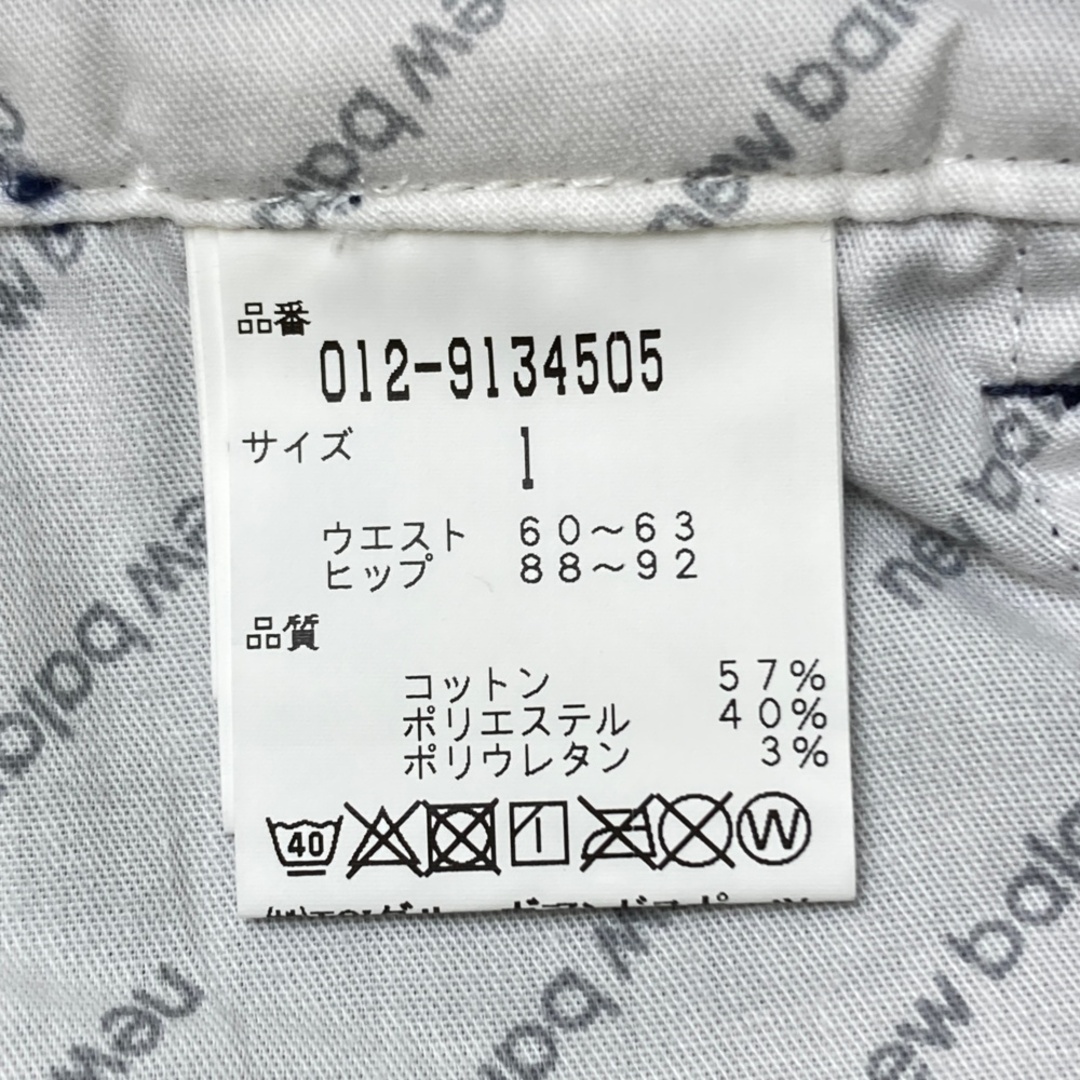 品番
012-9134505
サイズ 1
ウエスト 60~63
ヒップ 88~92
品質
コットン 57%
ポリエステル 40%
ポリウレタン 3%
40
W
new balance